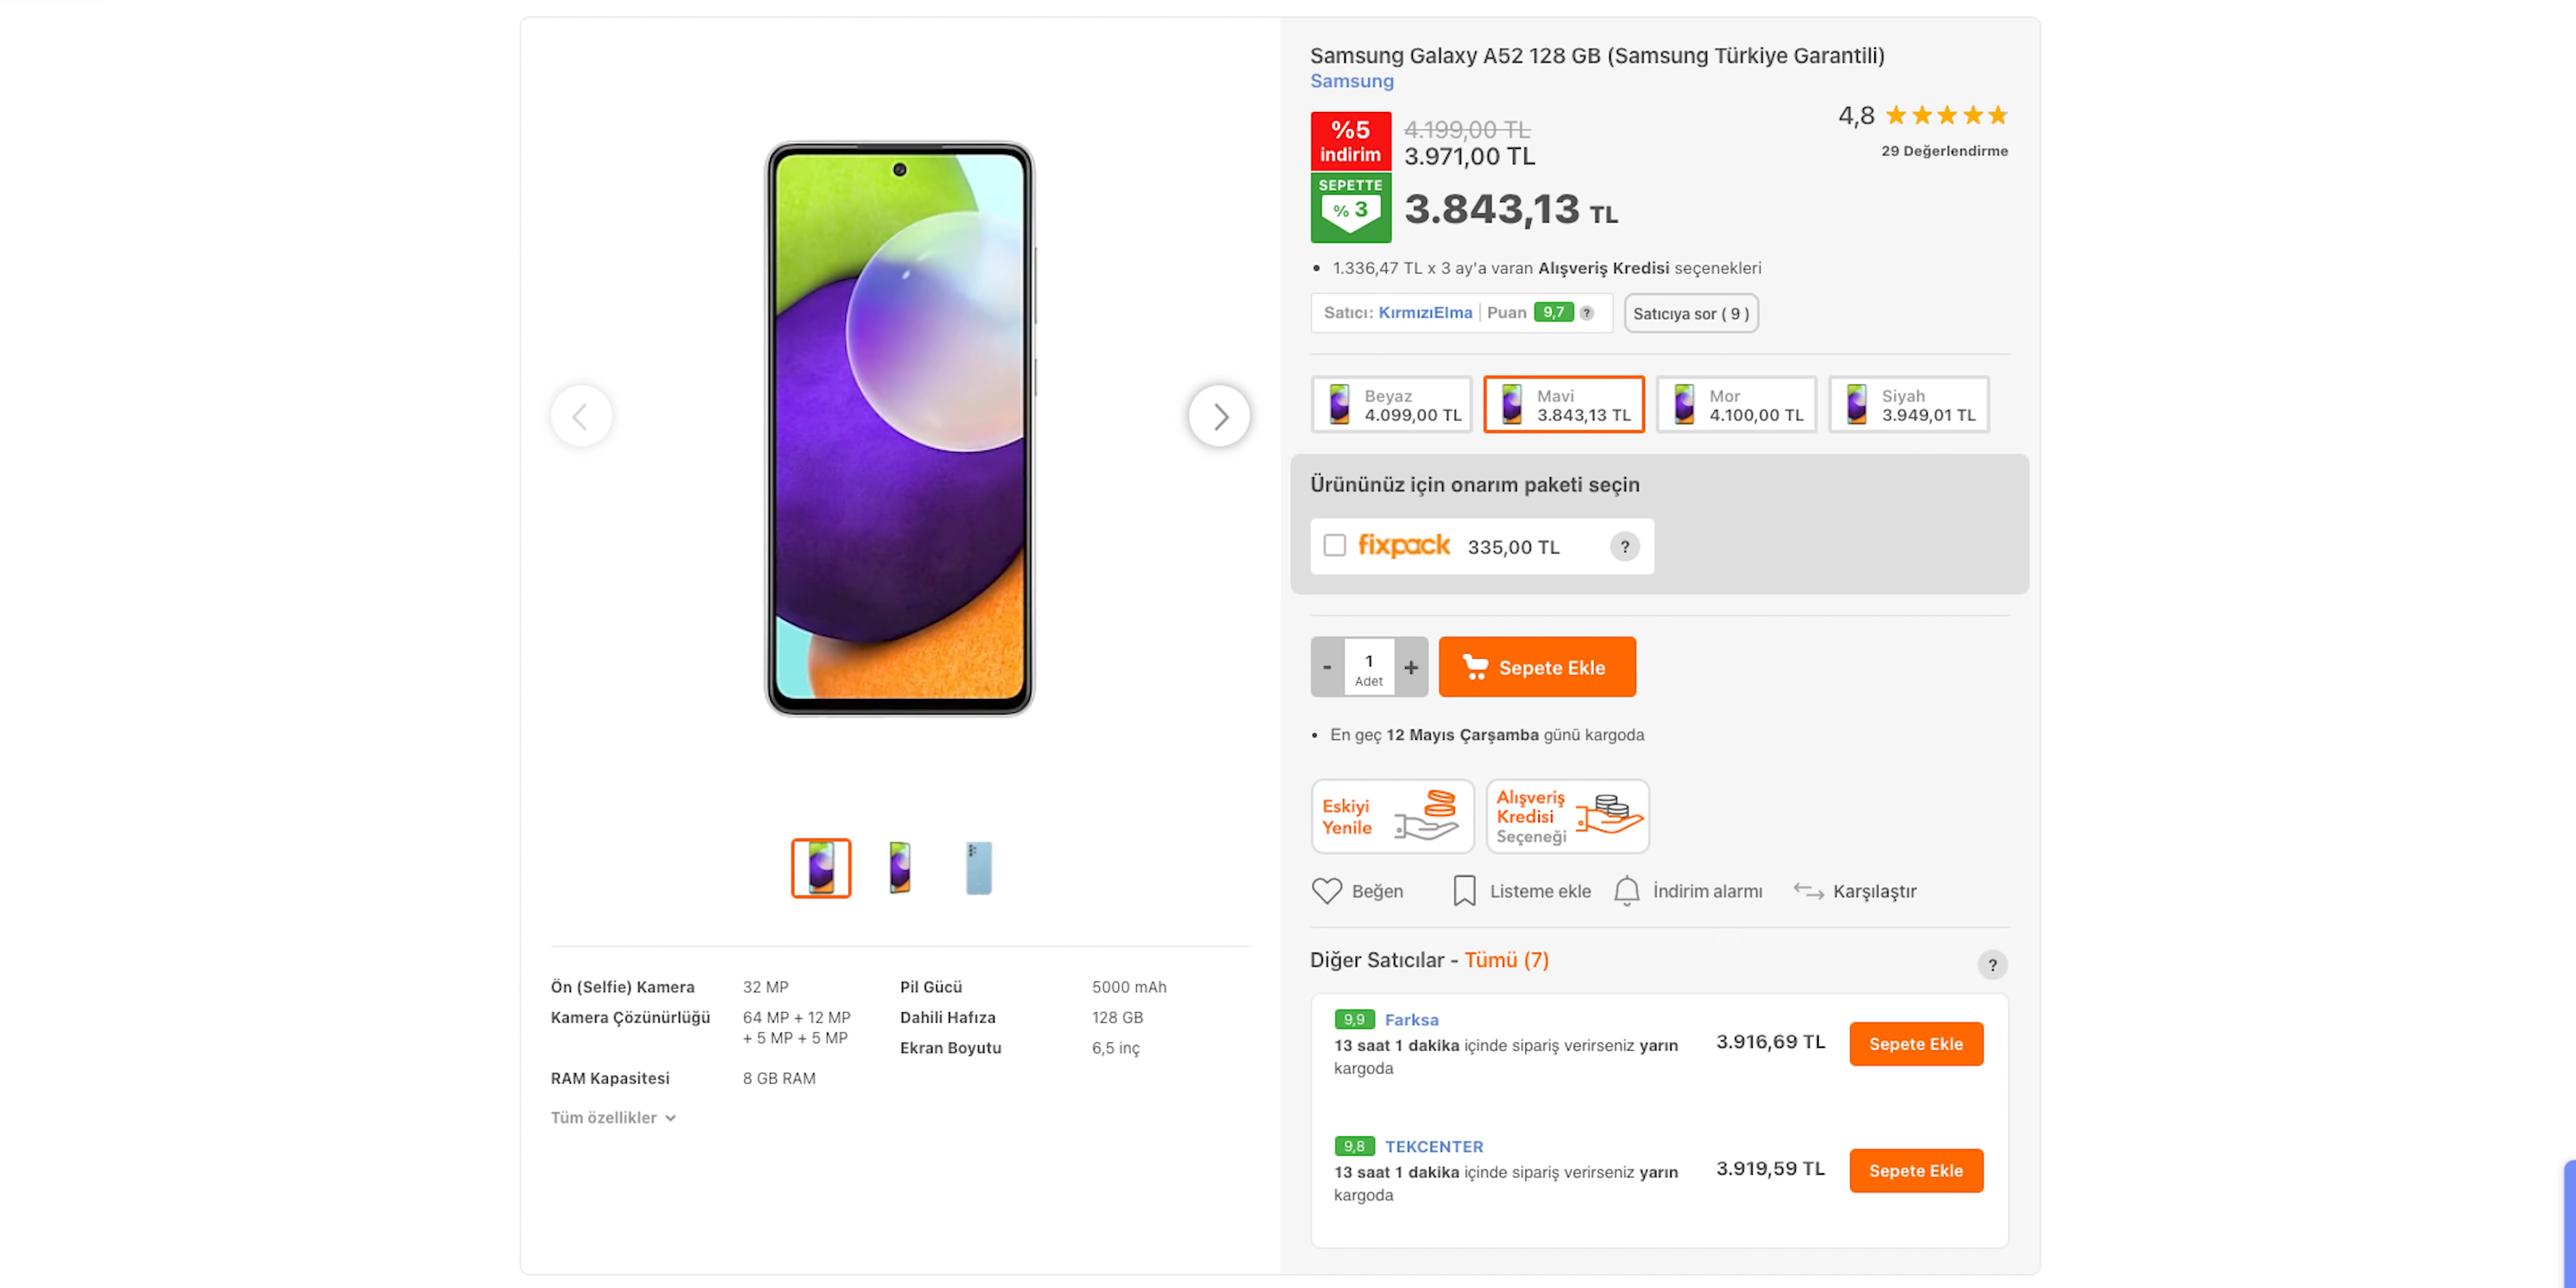 Samsung Galaxy A52 128 GB (Samsung Türkiye Garantili)
Samsung
%5
indirim
4.199,00 TL
3.971,00 TL
4,8
29 Değerlendirme
SEPETTE
% 3
3.843,13 TL
1.336,47 TL x 3 ay'a varan Alışveriş Kredisi seçenekleri
Satıcı: KırmızıElma | Puan 9,7 ?
Satıcıya sor ( 9 )
Beyaz
4.099,00 TL
Mavi
3.843,13 TL
Mor
4.100,00 TL
Siyah
3.949,01 TL
Ürününüz için onarım paketi seçin
fixpack 335,00 TL ?
- 1 +
Adet
Sepete Ekle
En geç 12 Mayıs Çarşamba günü kargoda
Eskiyi
Yenile
Alışveriş
Kredisi
Seçeneği
Beğen
Listeme ekle
İndirim alarmı
Karşılaştır
Diğer Satıcılar - Tümü (7)
?
9,9 Farksa
13 saat 1 dakika içinde sipariş verirseniz yarın
kargoda
3.916,69 TL
Sepete Ekle
9,8 TEKCENTER
13 saat 1 dakika içinde sipariş verirseniz yarın
kargoda
3.919,59 TL
Sepete Ekle
Ön (Selfie) Kamera 32 MP
Kamera Çözünürlüğü 64 MP + 12 MP
+ 5 MP + 5 MP
RAM Kapasitesi 8 GB RAM
Pil Gücü 5000 mAh
Dahili Hafıza 128 GB
Ekran Boyutu 6,5 inç
Tüm özellikler